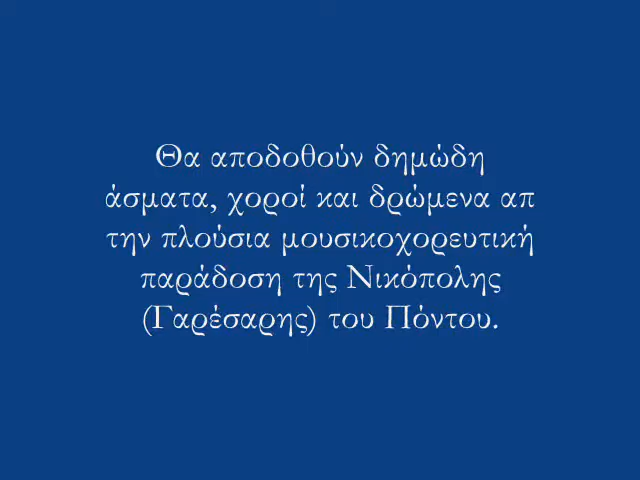 Θα αποδοθούν δημώδη
άσματα, χοροί και δρώμενα απ
την πλούσια μουσικοχορευτική
παράδοση της Νικόπολης
(Γαρέσαρης) του Πόντου.